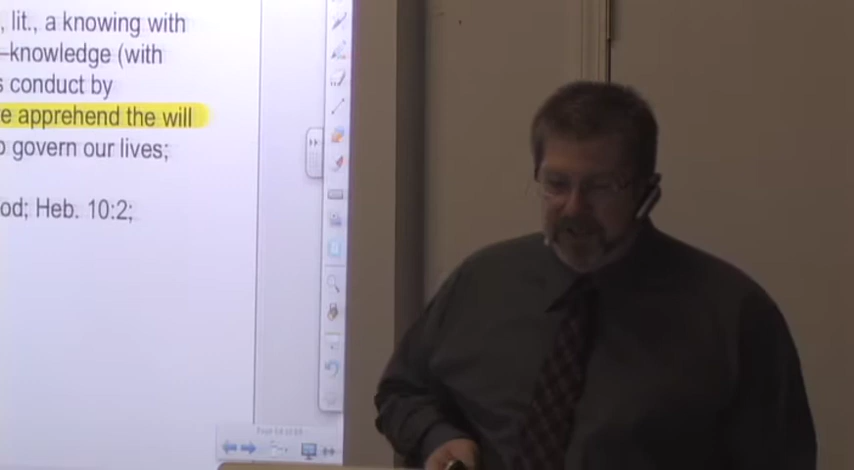 , lit., a knowing with
–knowledge (with
s conduct by
e apprehend the will
o govern our lives;
od; Heb. 10:2;